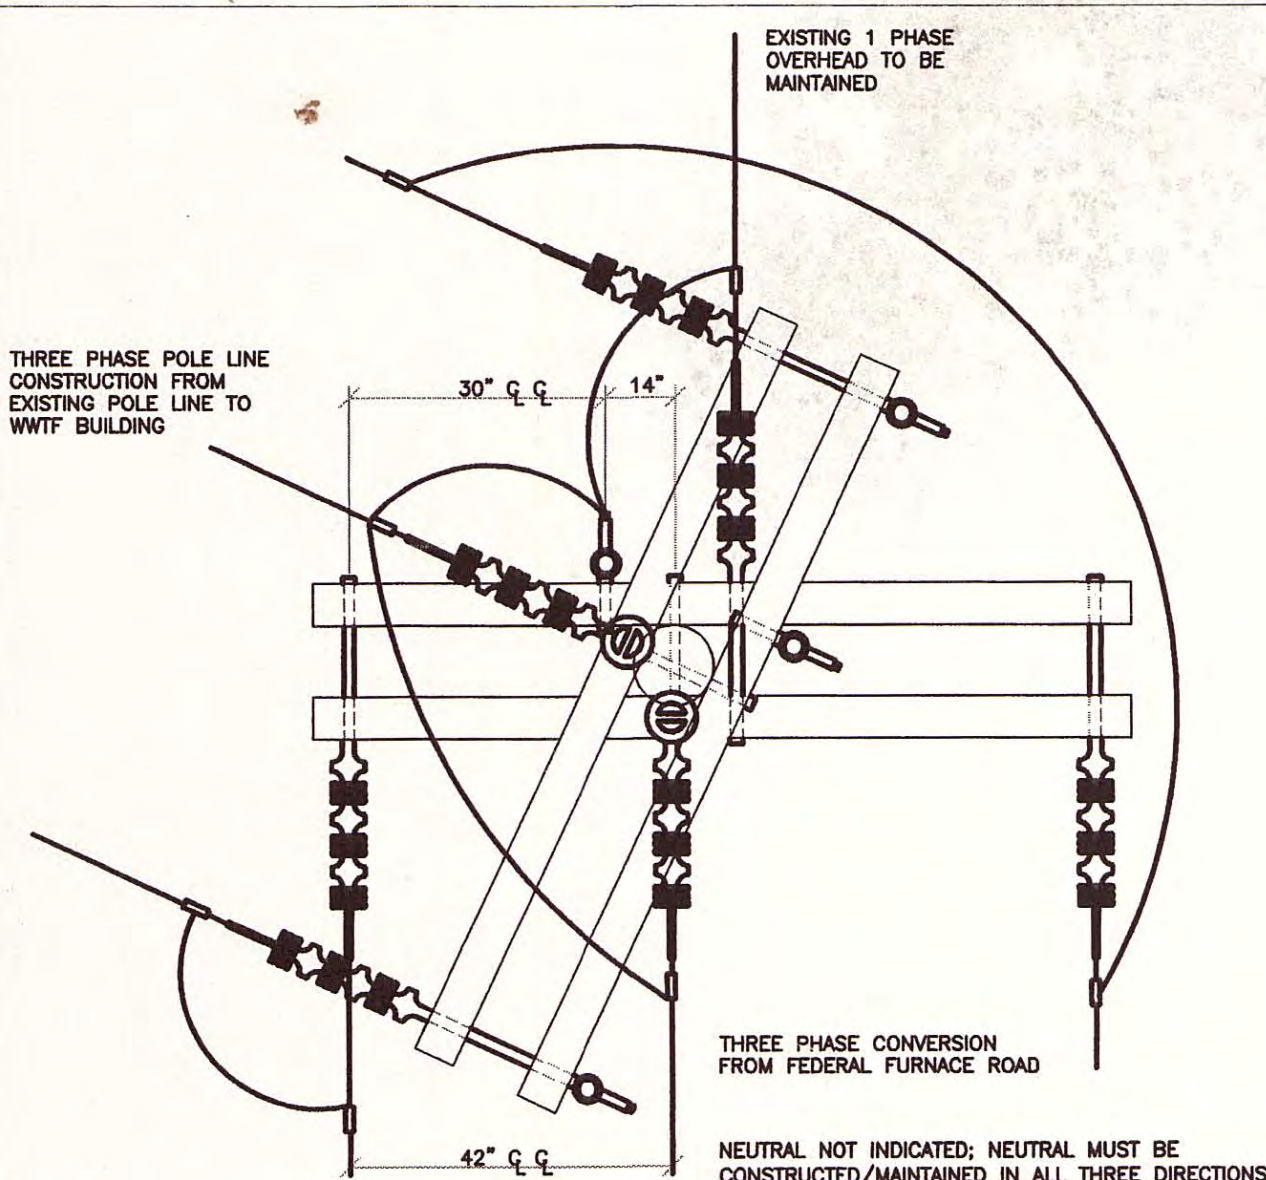 EXISTING 1 PHASE
OVERHEAD TO BE
MAINTAINED
THREE PHASE POLE LINE
CONSTRUCTION FROM
EXISTING POLE LINE TO
WWTF BUILDING
30" ℄ ℄
14"
THREE PHASE CONVERSION
FROM FEDERAL FURNACE ROAD
42" ℄ ℄
NEUTRAL NOT INDICATED; NEUTRAL MUST BE
CONSTRUCTED/MAINTAINED IN ALL THREE DIRECTIONS